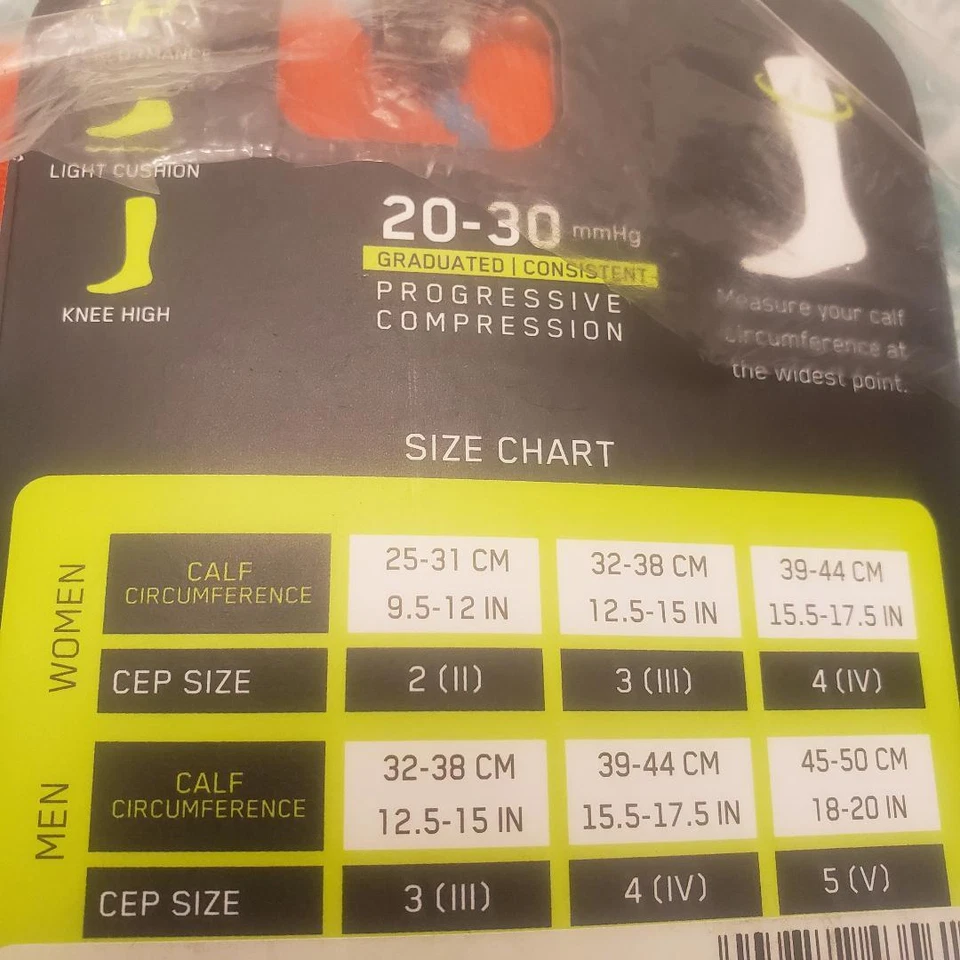 LIGHT CUSHION
KNEE HIGH
20-30 mmHg
GRADUATED | CONSISTENT
PROGRESSIVE
COMPRESSION
Measure your calf
circumference at
the widest point.
SIZE CHART
WOMEN
CALF
CIRCUMFERENCE
25-31 CM
9.5-12 IN
32-38 CM
12.5-15 IN
39-44 CM
15.5-17.5 IN
CEP SIZE
2 (II)
3 (III)
4 (IV)
MEN
CALF
CIRCUMFERENCE
32-38 CM
12.5-15 IN
39-44 CM
15.5-17.5 IN
45-50 CM
18-20 IN
CEP SIZE
3 (III)
4 (IV)
5 (V)